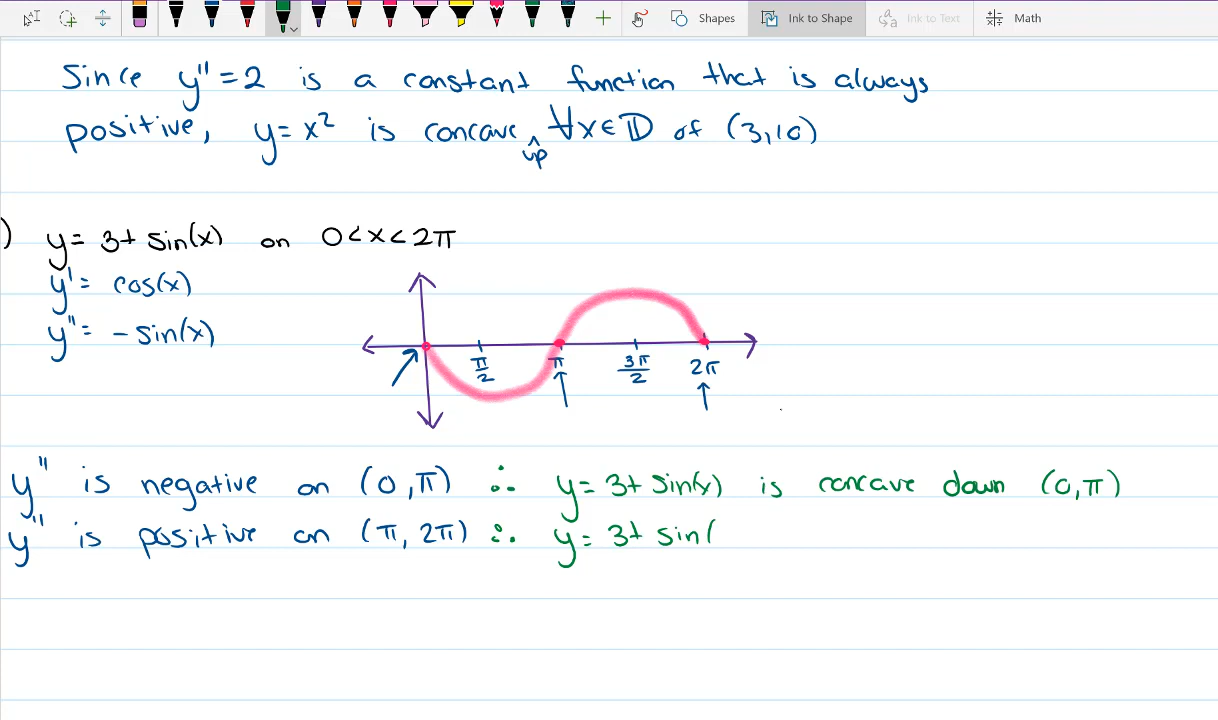 Shapes Ink to Shape Ink to Text Math
Since y''=2 is a constant function that is always
positive, y=x² is concave up ∀x∈𝔻 of (3,10)
) y= 3+ sin(x) on 0<x<2π
y'= cos(x)
y''= -sin(x)
π/2 π 3π/2 2π
y'' is negative on (0,π) ∴ y= 3+ sin(x) is concave down (0,π)
y'' is positive on (π, 2π) ∴ y= 3+ sin(